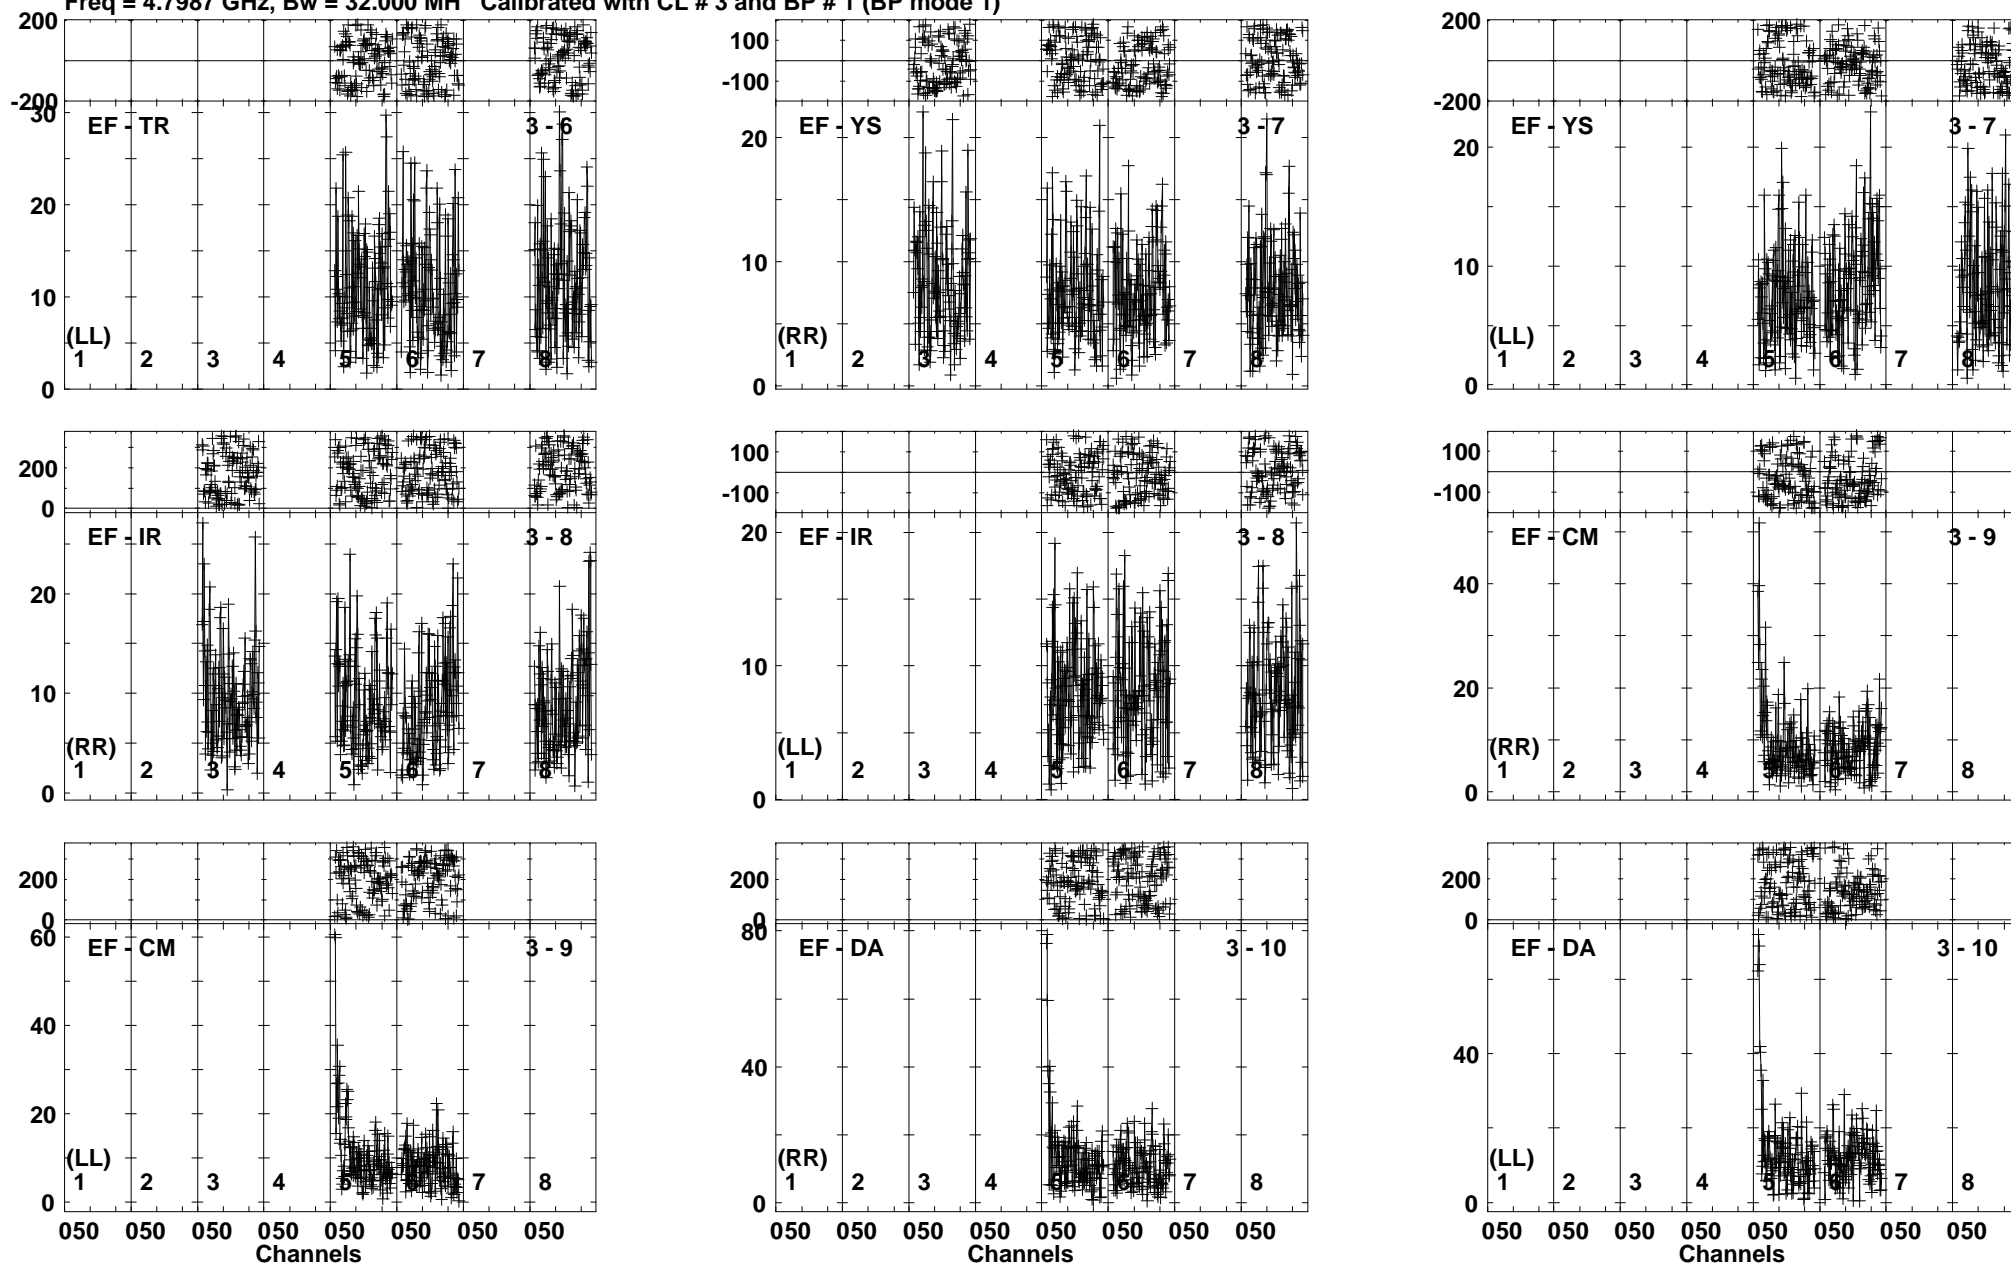 Freq = 4.7987 GHz, Bw = 32.000 MH Calibrated with CL # 3 and BP # 1 (BP mode 1)
200
-200
30
20
10
0
EF - TR 3 - 6
(LL)
1 2 3 4 5 6 7 8
100
-100
20
10
0
EF - YS 3 - 7
(RR)
1 2 3 4 5 6 7 8
200
-200
20
10
0
EF - YS 3 - 7
(LL)
1 2 3 4 5 6 7 8
200
0
20
10
0
EF - IR 3 - 8
(RR)
1 2 3 4 5 6 7 8
100
-100
20
10
0
EF - IR 3 - 8
(LL)
1 2 3 4 5 6 7 8
100
-100
40
20
0
EF - CM 3 - 9
(RR)
1 2 3 4 5 6 7 8
200
0
60
40
20
0
EF - CM 3 - 9
(LL)
1 2 3 4 5 6 7 8
050 050 050 050 050 050 050 050
Channels
200
0
80
40
0
EF - DA 3 - 10
(RR)
1 2 3 4 5 6 7 8
050 050 050 050 050 050 050 050
200
0
40
0
EF - DA 3 - 10
(LL)
1 2 3 4 5 6 7 8
050 050 050 050 050 050 050 050
Channels